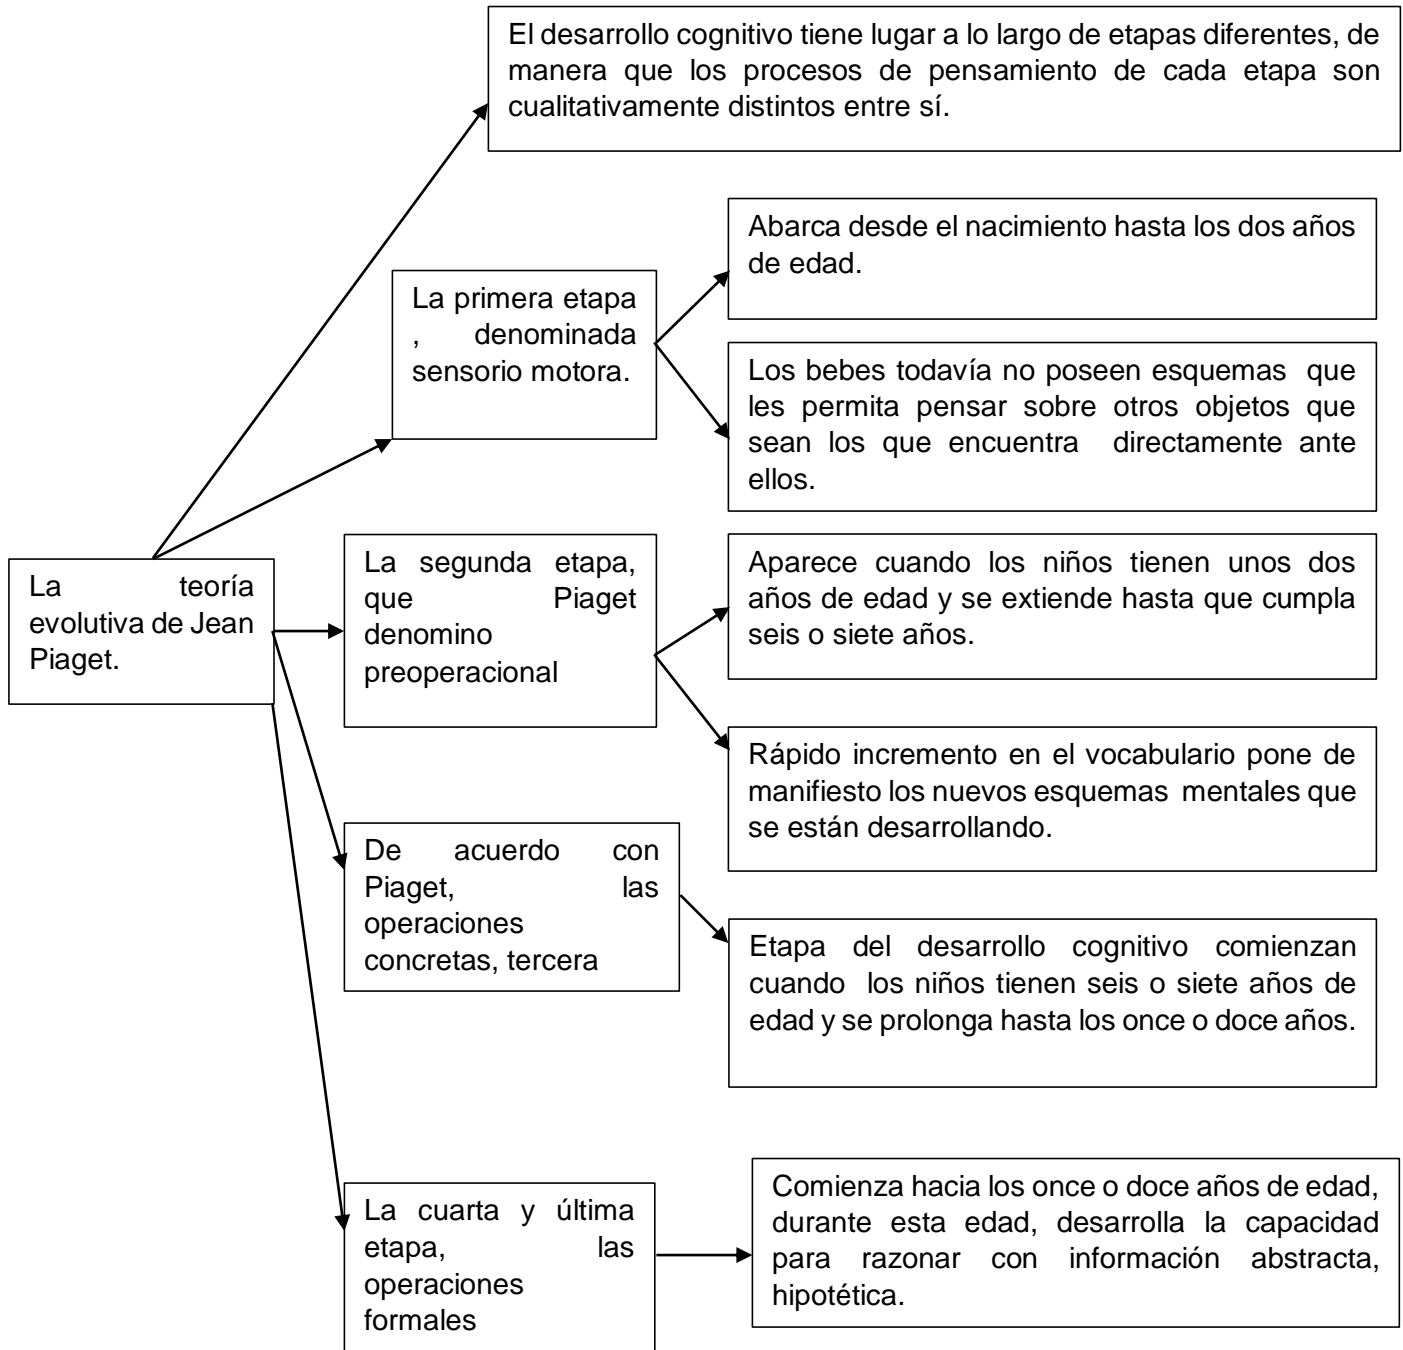 El desarrollo cognitivo tiene lugar a lo largo de etapas diferentes, de
manera que los procesos de pensamiento de cada etapa son
cualitativamente distintos entre sí.
La teoría
evolutiva de Jean
Piaget.
La primera etapa
, denominada
sensorio motora.
Abarca desde el nacimiento hasta los dos años
de edad.
Los bebes todavía no poseen esquemas que
les permita pensar sobre otros objetos que
sean los que encuentra directamente ante
ellos.
La segunda etapa,
que Piaget
denomino
preoperacional
Aparece cuando los niños tienen unos dos
años de edad y se extiende hasta que cumpla
seis o siete años.
Rápido incremento en el vocabulario pone de
manifiesto los nuevos esquemas mentales que
se están desarrollando.
De acuerdo con
Piaget, las
operaciones
concretas, tercera
Etapa del desarrollo cognitivo comienzan
cuando los niños tienen seis o siete años de
edad y se prolonga hasta los once o doce años.
La cuarta y última
etapa, las
operaciones
formales
Comienza hacia los once o doce años de edad,
durante esta edad, desarrolla la capacidad
para razonar con información abstracta,
hipotética.